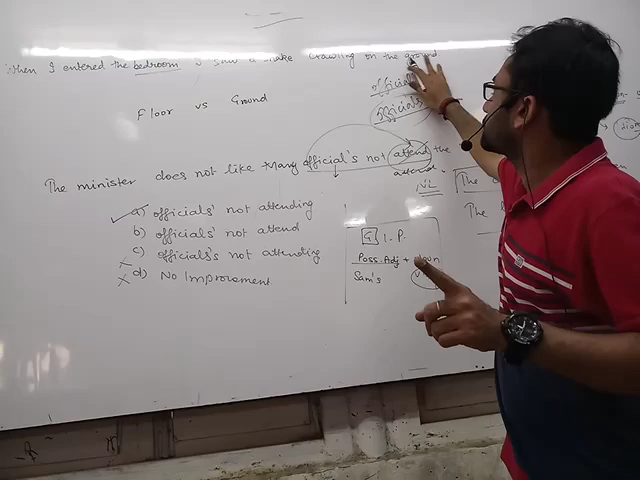 When I entered the bedroom I saw a snake crawling on the ground.
official
officials
Floor vs Ground
The minister does not like many official's not attend the
attend
IVL
a) officials' not attending
b) officials' not attend
c) officials's not attending
d) No Improvement
G I.P.
Poss. Adj + Noun
Sam's
The
The